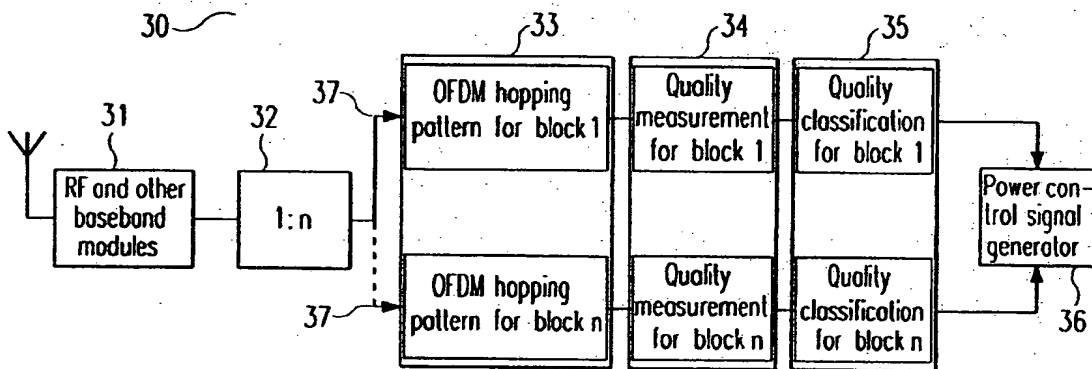 30
33
34
35
37
OFDM hopping
pattern for block 1
Quality
measurement
for block 1
Quality
classification
for block 1
31
32
RF and other
baseband
modules
1:n
Power con-
trol signal
generator
36
37
OFDM hopping
pattern for block n
Quality
measurement
for block n
Quality
classification
for block n